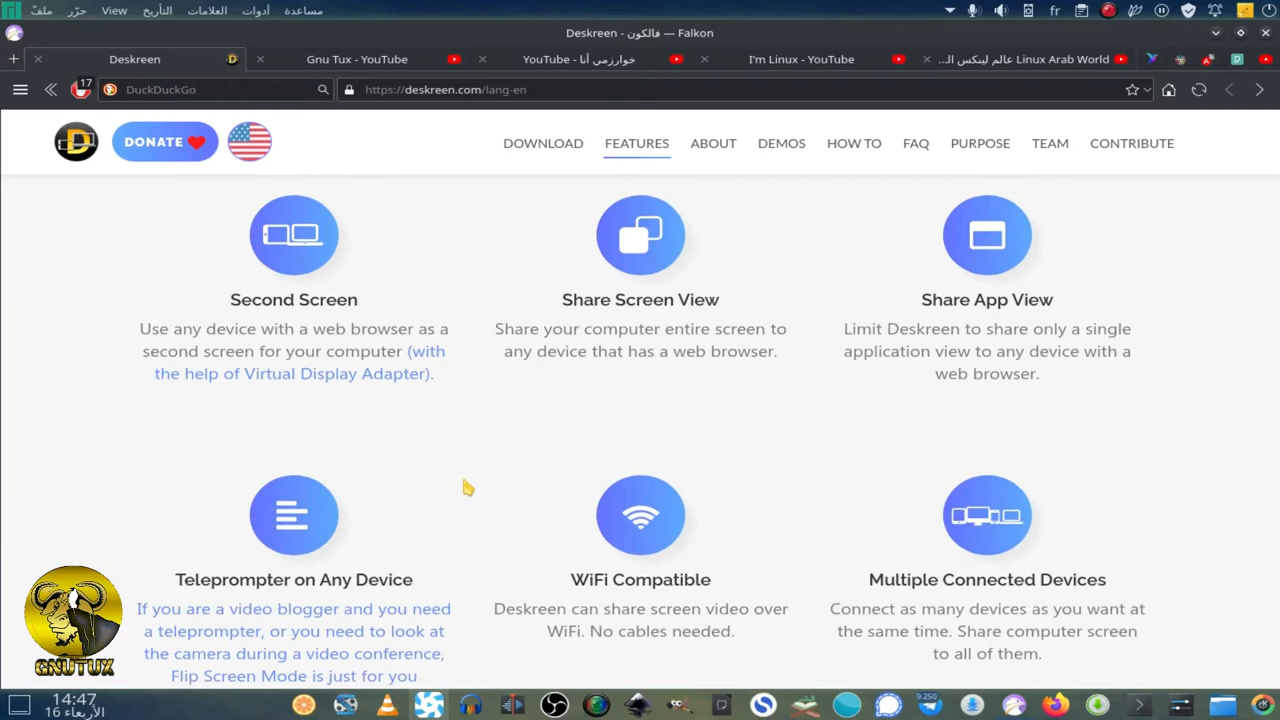 ملفّ
حرّر
View
العلامات
التأريخ
أدوات
مساعدة
fr
Deskreen - فالكون — Falkon
Deskreen
Gnu Tux - YouTube
خوارزمي أنا - YouTube
I'm Linux - YouTube
Linux Arab World عالم لينكس ال...
17
DuckDuckGo
https://deskreen.com/lang-en
DONATE
DOWNLOAD
FEATURES
ABOUT
DEMOS
HOW TO
FAQ
PURPOSE
TEAM
CONTRIBUTE
Second Screen
Use any device with a web browser as a
second screen for your computer (with
the help of Virtual Display Adapter).
Share Screen View
Share your computer entire screen to
any device that has a web browser.
Share App View
Limit Deskreen to share only a single
application view to any device with a
web browser.
Teleprompter on Any Device
If you are a video blogger and you need
a teleprompter, or you need to look at
the camera during a video conference,
Flip Screen Mode is just for you
WiFi Compatible
Deskreen can share screen video over
WiFi. No cables needed.
Multiple Connected Devices
Connect as many devices as you want at
the same time. Share computer screen
to all of them.
GNUTUX
14:47
الأربعاء 16
9,250